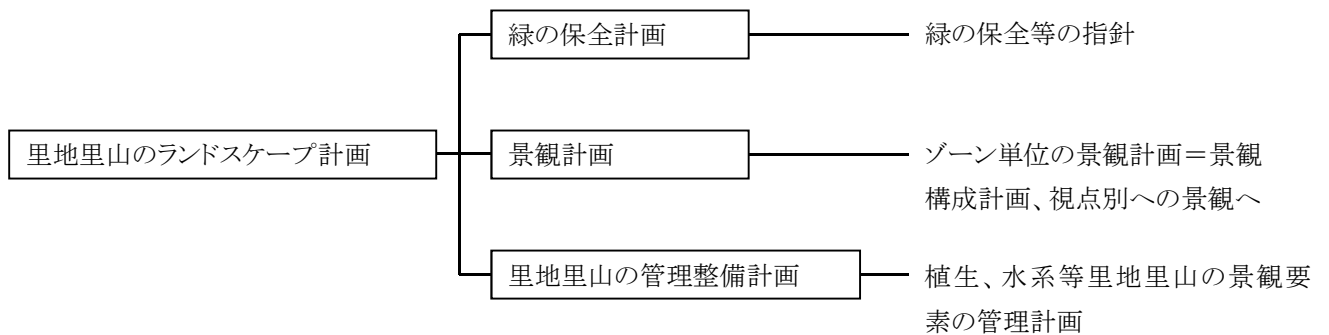 緑の保全計画
緑の保全等の指針
里地里山のランドスケープ計画
景観計画
ゾーン単位の景観計画＝景観
構成計画、視点別への景観へ
里地里山の管理整備計画
植生、水系等里地里山の景観要
素の管理計画